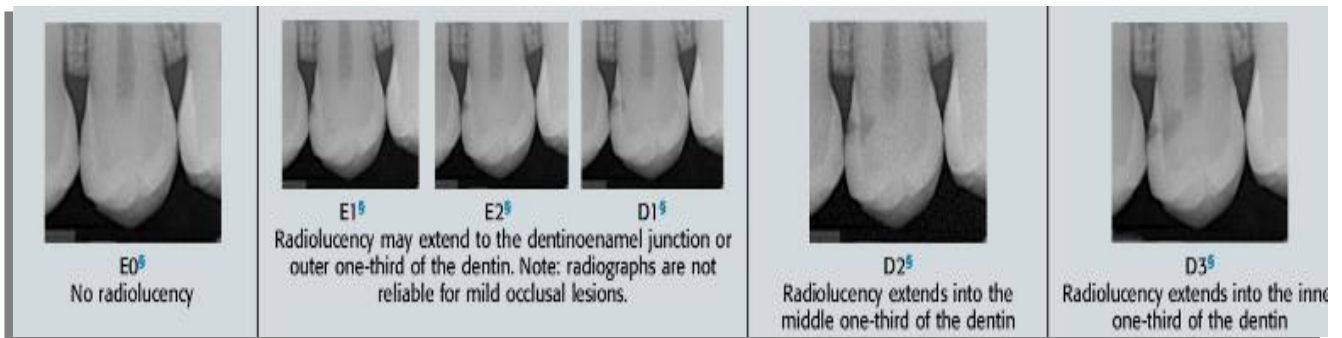 E0§
No radiolucency
E1§ E2§ D1§
Radiolucency may extend to the dentinoenamel junction or
outer one-third of the dentin. Note: radiographs are not
reliable for mild occlusal lesions.
D2§
Radiolucency extends into the
middle one-third of the dentin
D3§
Radiolucency extends into the inne
one-third of the dentin